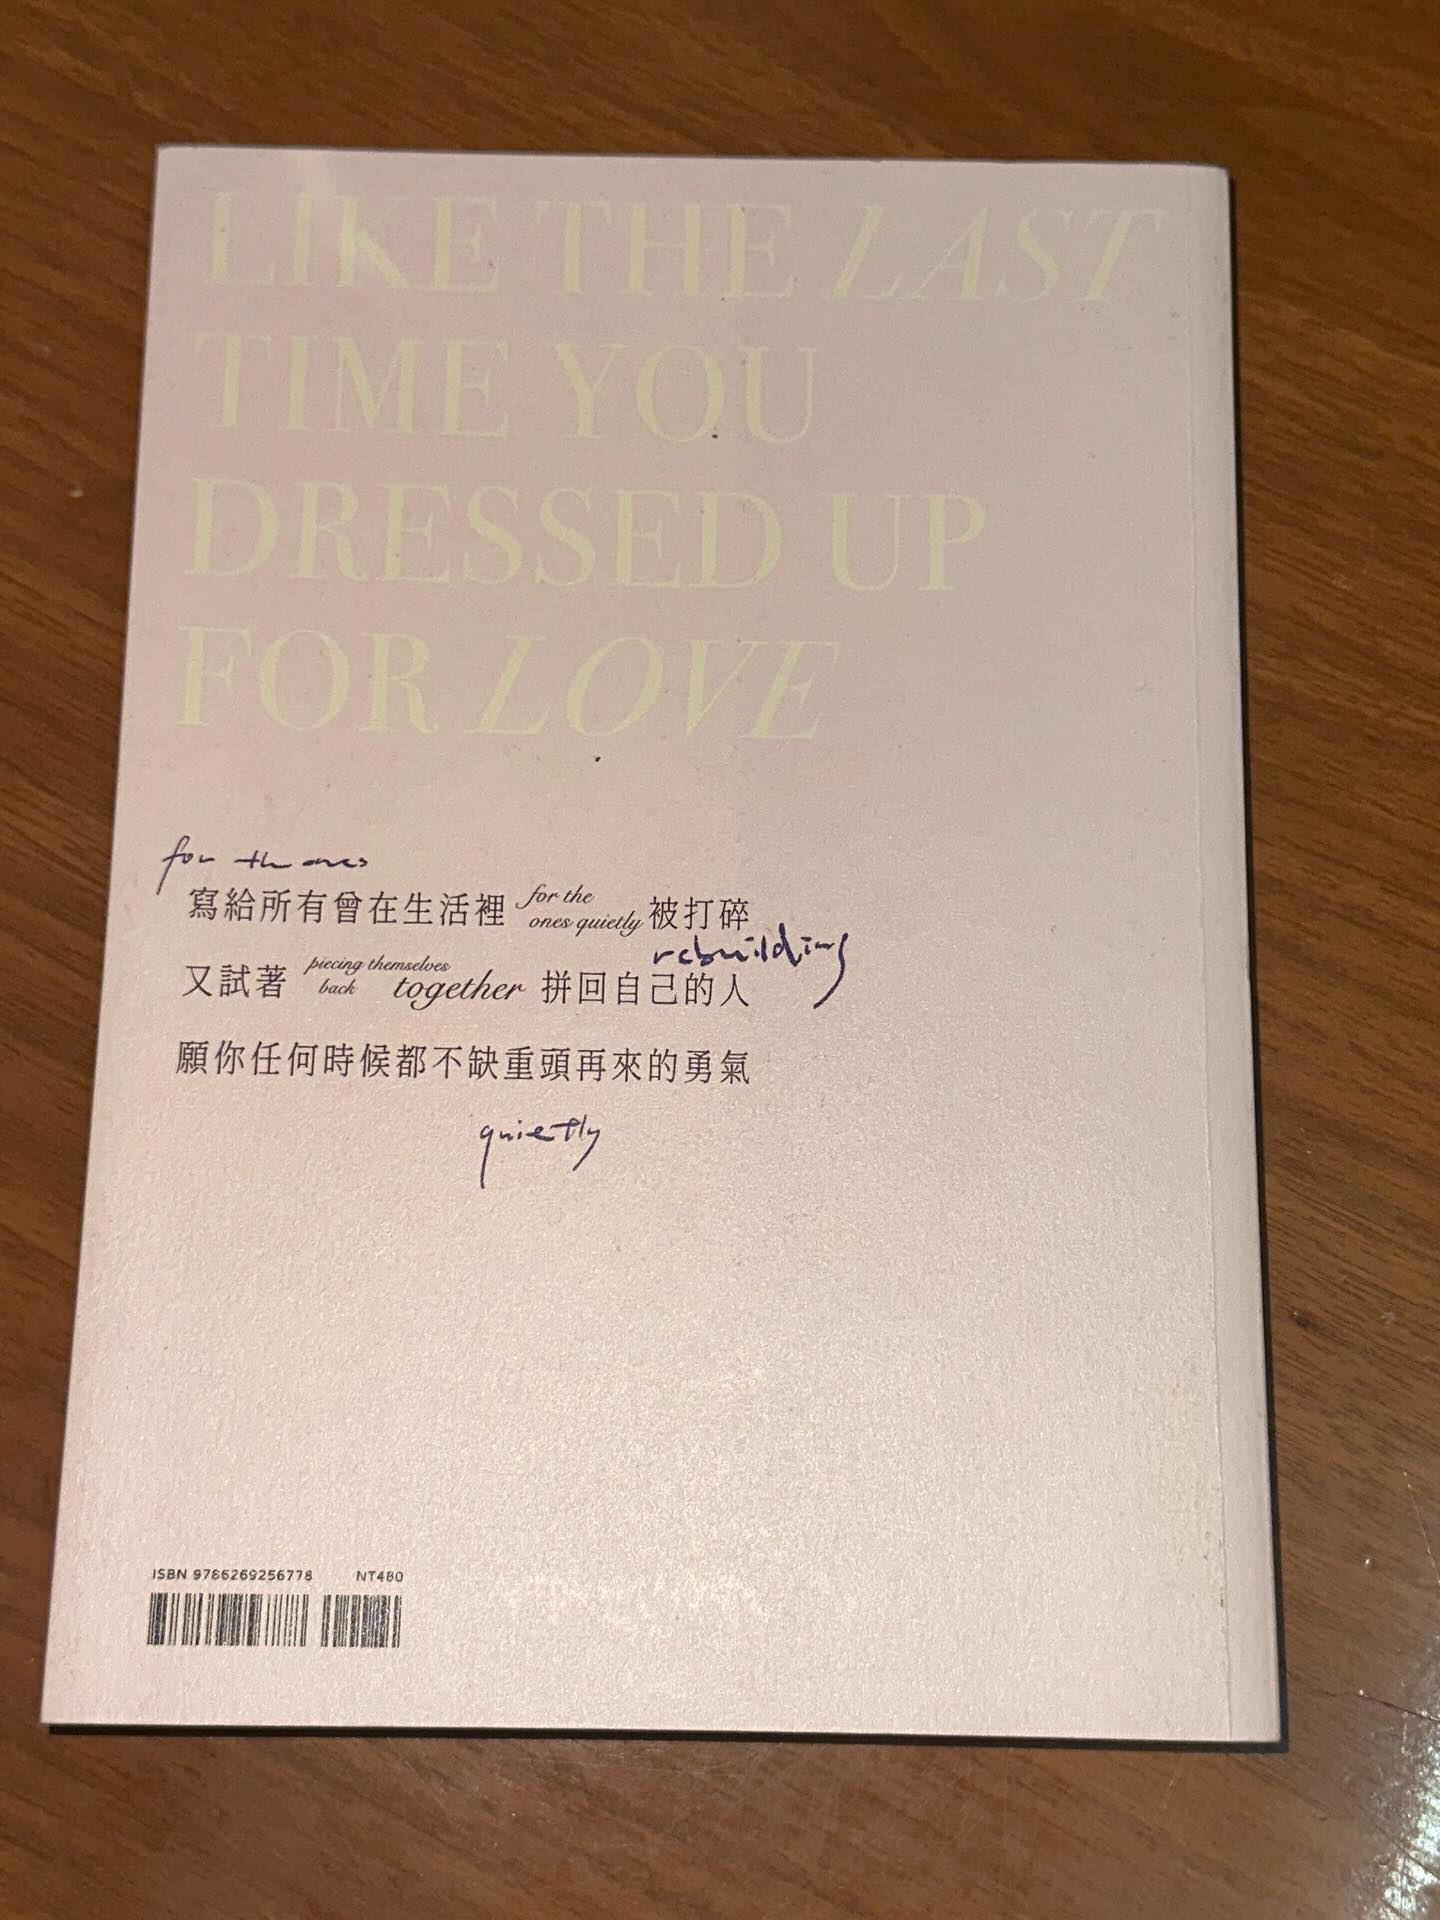 LIKE THE LAST
TIME YOU
DRESSED UP
FOR LOVE
for the ones
寫給所有曾在生活裡 for the ones quietly 被打碎
rebuilding
又試著 piecing themselves back together 拼回自己的人
願你任何時候都不缺重頭再來的勇氣
quietly
ISBN 9786269256778 NT480